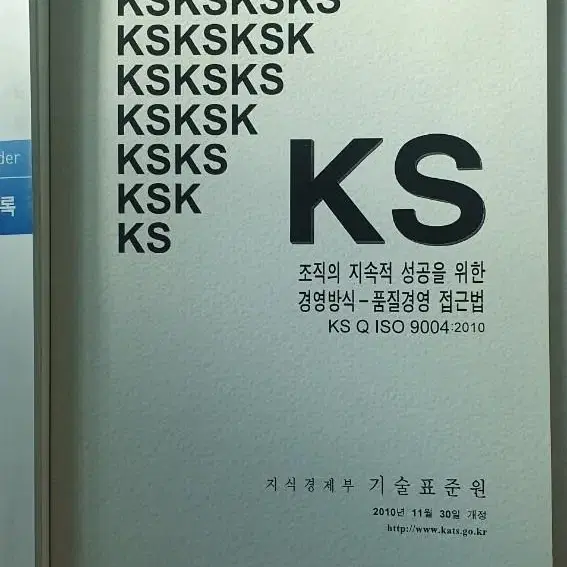 KSKSKSKS
KSKSKSK
KSKSKS
KSKSK
KSKS
KSK
KS
KS
조직의 지속적 성공을 위한
경영방식 – 품질경영 접근법
KS Q ISO 9004:2010
지식경제부 기술표준원
2010년 11월 30일 개정
http://www.kats.go.kr
der
록